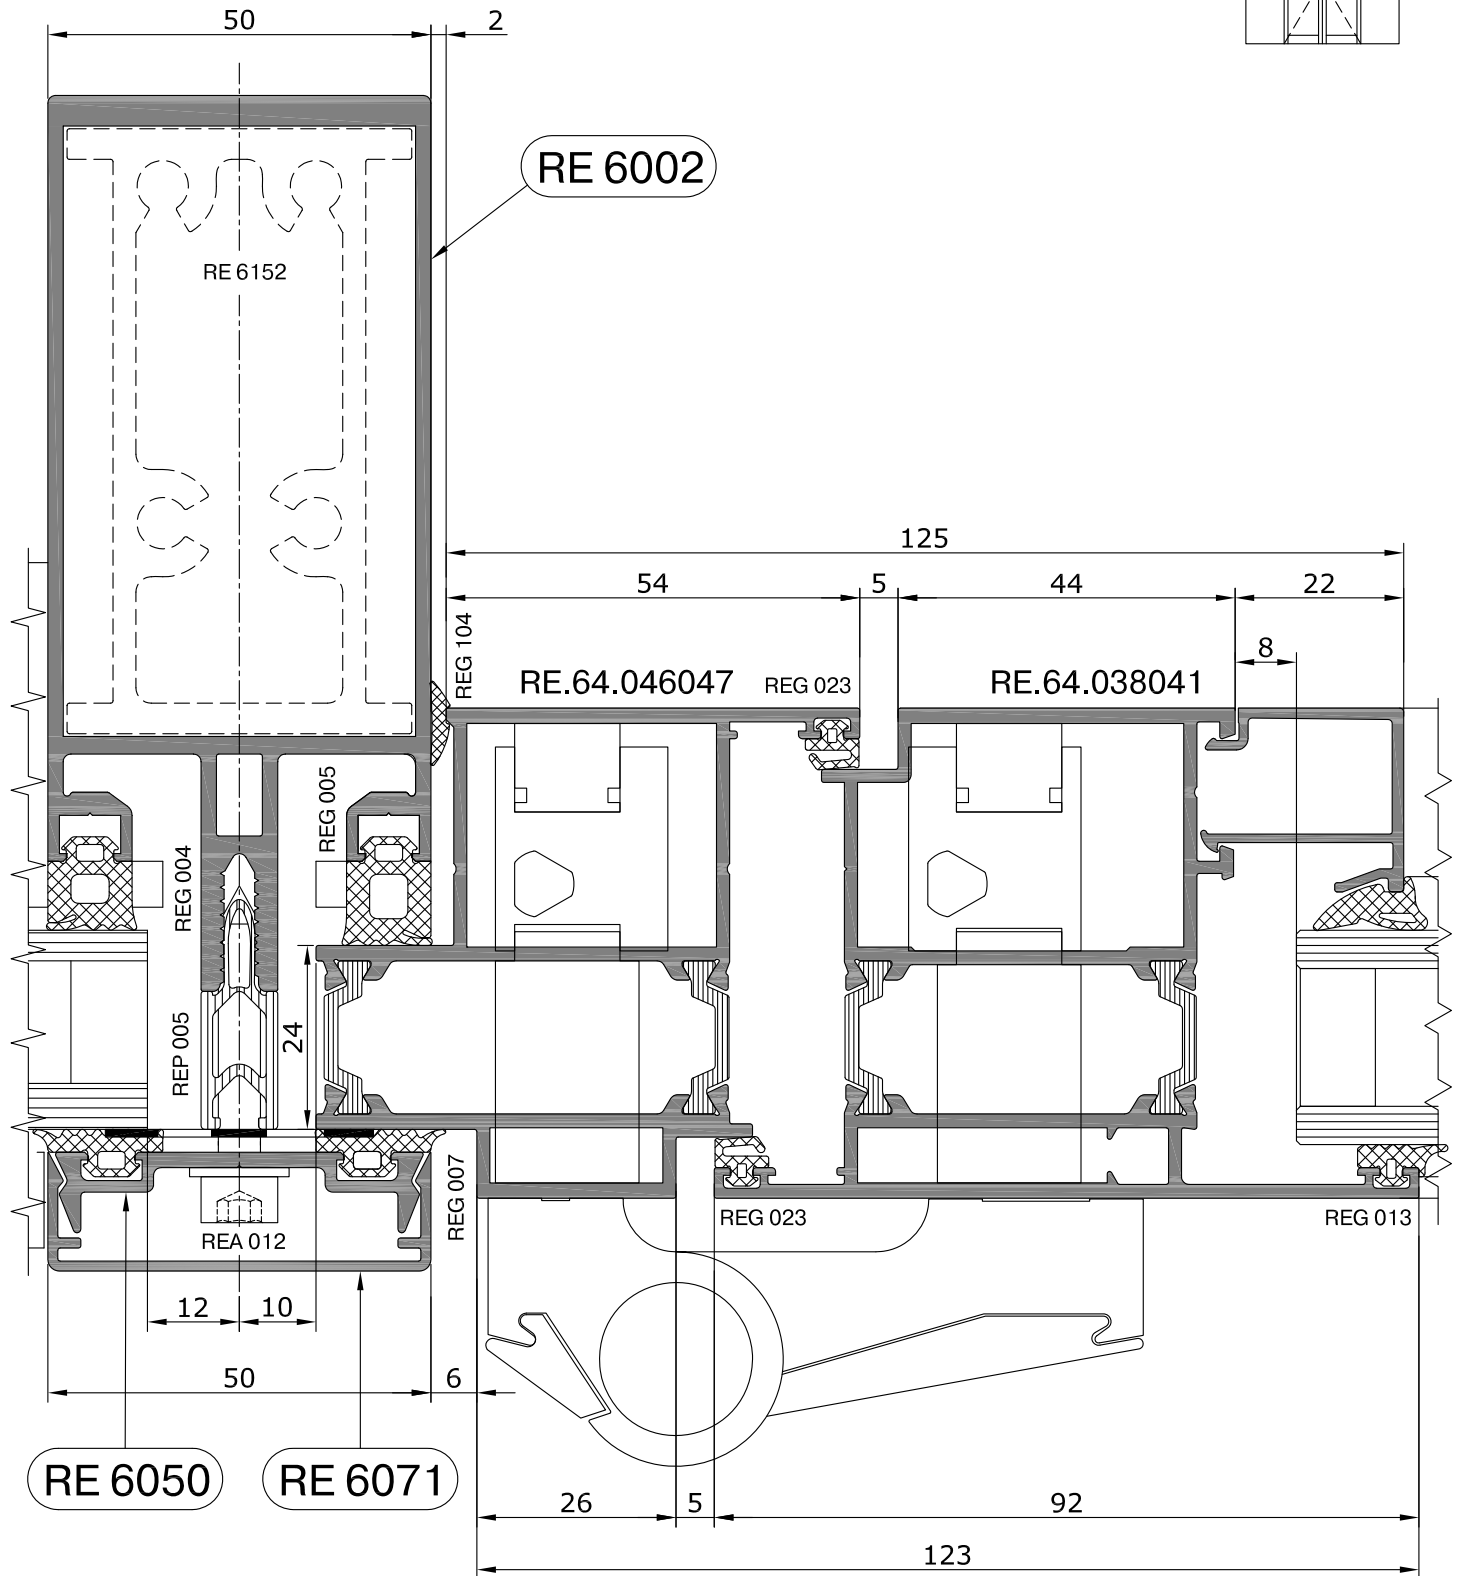 50
2
RE 6002
RE 6152
125
54
5
44
22
8
REG 104
RE.64.046047
REG 023
RE.64.038041
REG 005
REG 004
REP 005
24
REG 007
REA 012
REG 023
REG 013
12
10
50
6
RE 6050
RE 6071
26
5
92
123